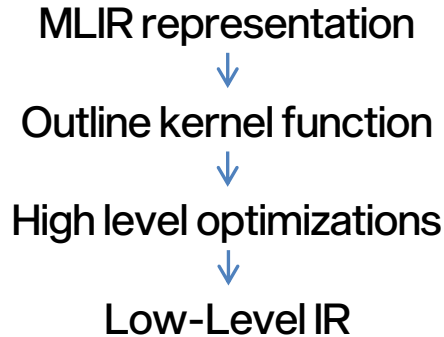 MLIR representation
Outline kernel function
High level optimizations
Low-Level IR